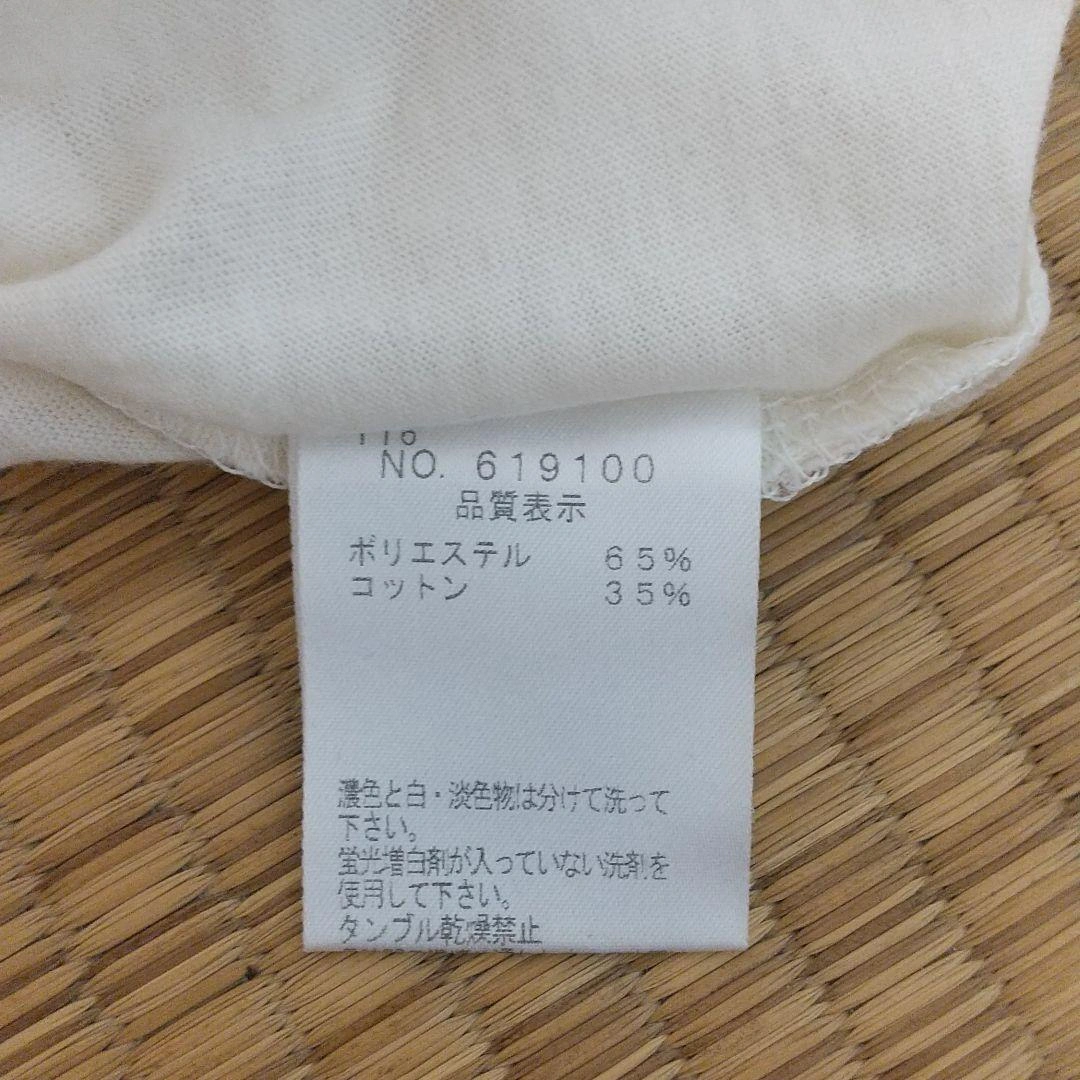 116
NO. 619100
品質表示
ポリエステル 65%
コットン 35%
濃色と白・淡色物は分けて洗って
下さい。
蛍光増白剤が入っていない洗剤を
使用して下さい。
タンブル乾燥禁止